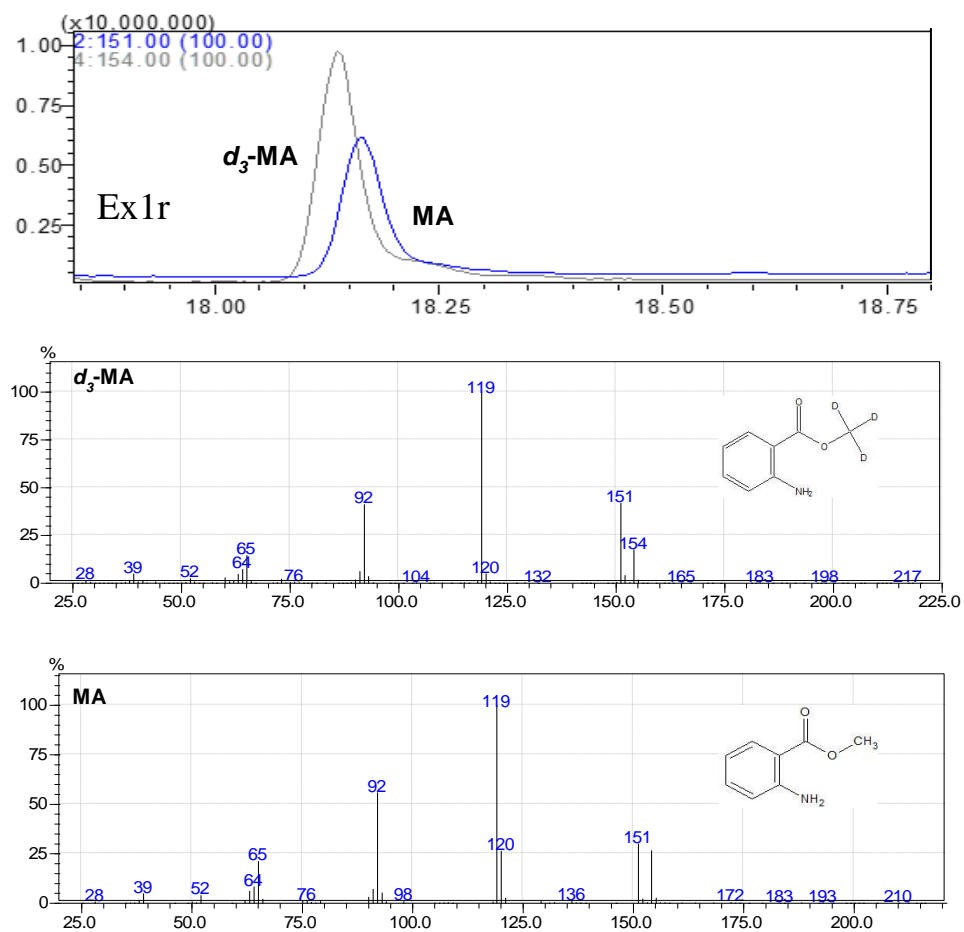 (x10,000,000)
1.00
2:151.00 (100.00)
4:154.00 (100.00)
0.75
d3-MA
0.50
Ex1r
MA
0.25
18.00 18.25 18.50 18.75
%
d3-MA
100
119
O
D
D
O
D
NH2
75
50
92
151
25
154
65
64
28 39 52 76 104 120 132 165 183 198 217
0
25.0 50.0 75.0 100.0 125.0 150.0 175.0 200.0 225.0
%
MA
100
119
O
CH3
O
NH2
75
92
50
151
120
25
65
64
28 39 52 76 98 136 172 183 193 210
0
25.0 50.0 75.0 100.0 125.0 150.0 175.0 200.0